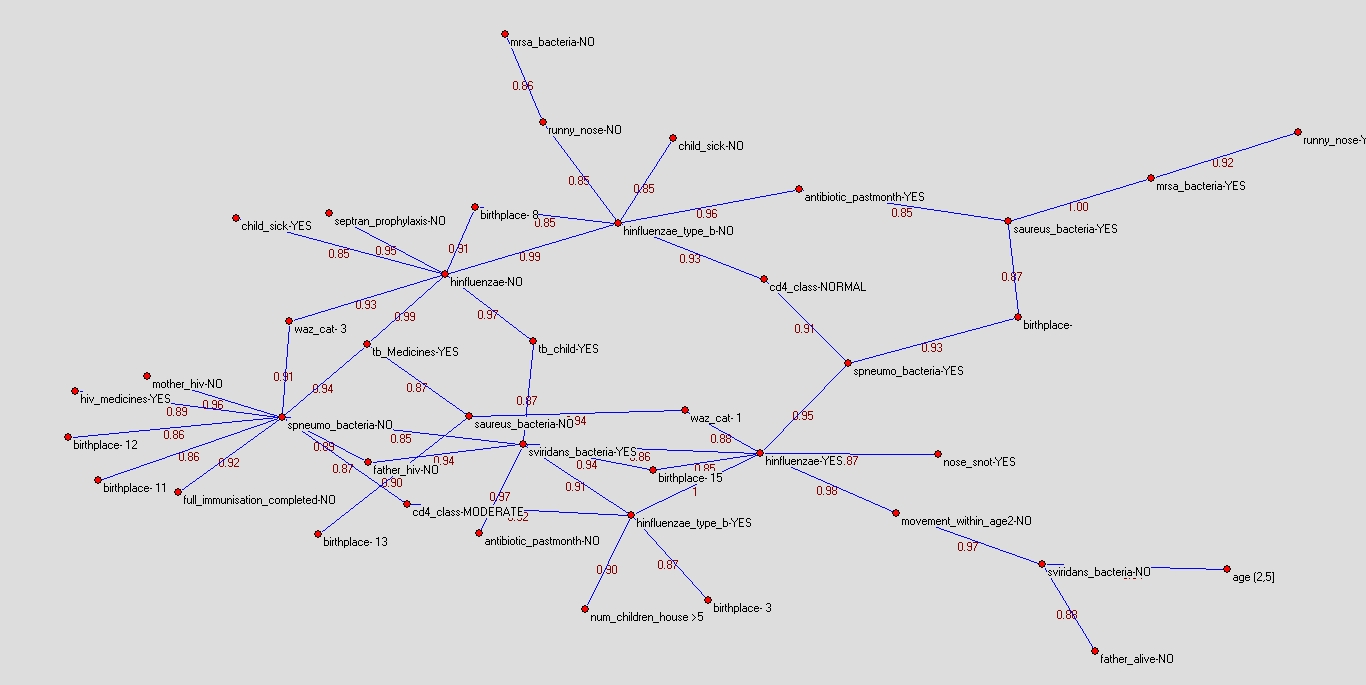 mrsa_bacteria-NO
0.86
runny_nose-NO
child_sick-NO
runny_nose-Y
0.92
mrsa_bacteria-YES
0.85
0.85
antibiotic_pastmonth-YES
0.96
0.85
1.00
child_sick-YES
septran_prophylaxis-NO
birthplace- 8
0.85
hinfluenzae_type_b-NO
saureus_bacteria-YES
0.85
0.95
0.91
0.99
0.93
0.87
hinfluenzae-NO
cd4_class-NORMAL
0.93
0.99
0.97
0.91
birthplace-
waz_cat- 3
tb_Medicines-YES
tb_child-YES
0.93
spneumo_bacteria-YES
0.91
0.94
0.87
mother_hiv-NO
hiv_medicines-YES
0.96
0.89
0.87
0.95
spneumo_bacteria-NO
saureus_bacteria-NO
0.94
waz_cat- 1
0.86
0.85
0.88
birthplace- 12
0.89
sviridans_bacteria-YES
0.86
hinfluenzae-YES
0.87
nose_snot-YES
0.86
0.92
0.87
father_hiv-NO
0.94
0.94
0.85
birthplace- 15
birthplace- 11
0.90
0.91
1
0.98
full_immunisation_completed-NO
0.97
cd4_class-MODERATE
hinfluenzae_type_b-YES
movement_within_age2-NO
birthplace- 13
antibiotic_pastmonth-NO
0.97
0.90
0.87
sviridans_bacteria-NO
age [2,5]
num_children_house >5
birthplace- 3
0.88
father_alive-NO